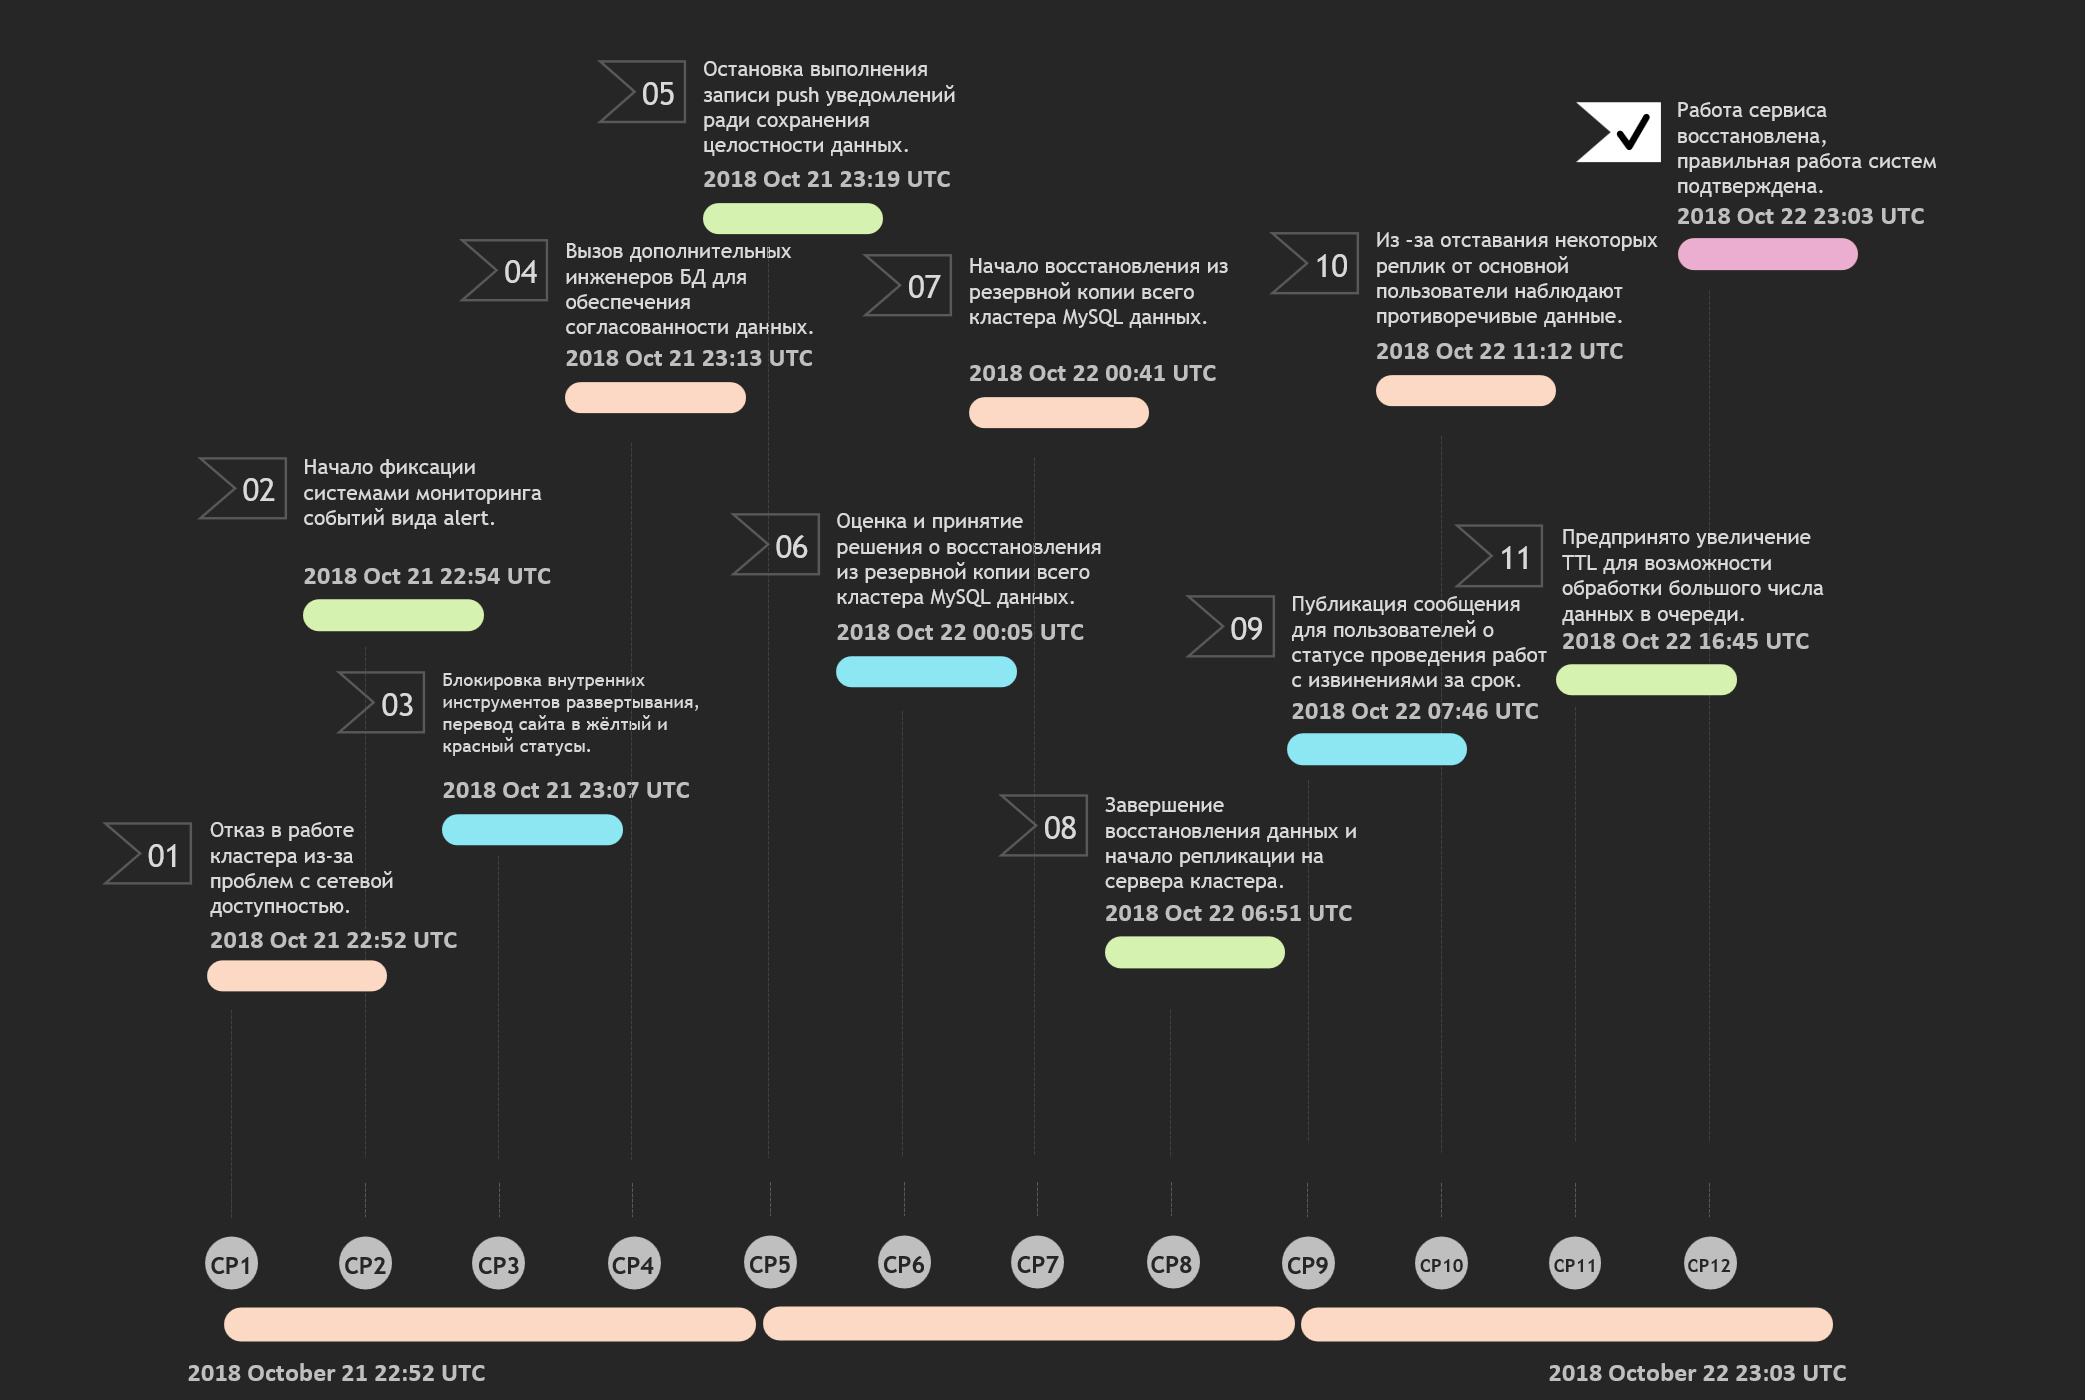 01
Отказ в работе
кластера из-за
проблем с сетевой
доступностью.
2018 Oct 21 22:52 UTC
02
Начало фиксации
системами мониторинга
событий вида alert.
2018 Oct 21 22:54 UTC
03
Блокировка внутренних
инструментов развертывания,
перевод сайта в жёлтый и
красный статусы.
2018 Oct 21 23:07 UTC
04
Вызов дополнительных
инженеров БД для
обеспечения
согласованности данных.
2018 Oct 21 23:13 UTC
05
Остановка выполнения
записи push уведомлений
ради сохранения
целостности данных.
2018 Oct 21 23:19 UTC
06
Оценка и принятие
решения о восстановления
из резервной копии всего
кластера MySQL данных.
2018 Oct 22 00:05 UTC
07
Начало восстановления из
резервной копии всего
кластера MySQL данных.
2018 Oct 22 00:41 UTC
08
Завершение
восстановления данных и
начало репликации на
сервера кластера.
2018 Oct 22 06:51 UTC
09
Публикация сообщения
для пользователей о
статусе проведения работ
с извинениями за срок.
2018 Oct 22 07:46 UTC
10
Из -за отставания некоторых
реплик от основной
пользователи наблюдают
противоречивые данные.
2018 Oct 22 11:12 UTC
11
Предпринято увеличение
TTL для возможности
обработки большого числа
данных в очереди.
2018 Oct 22 16:45 UTC
Работа сервиса
восстановлена,
правильная работа систем
подтверждена.
2018 Oct 22 23:03 UTC
CP1 CP2 CP3 CP4 CP5 CP6 CP7 CP8 CP9 CP10 CP11 CP12
2018 October 21 22:52 UTC
2018 October 22 23:03 UTC